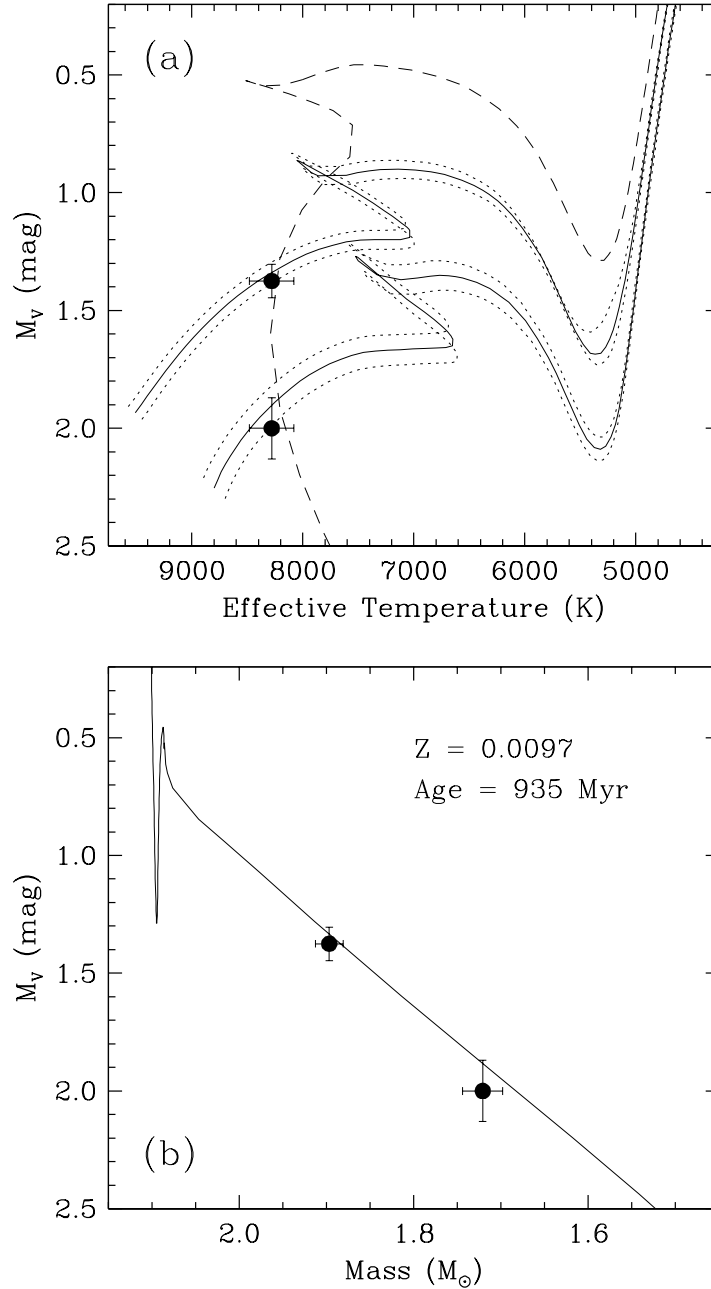 (a)
0.5
1.0
1.5
2.0
2.5
M_V (mag)
9000 8000 7000 6000 5000
Effective Temperature (K)
Z = 0.0097
Age = 935 Myr
0.5
1.0
1.5
2.0
2.5
M_V (mag)
(b)
2.0 1.8 1.6
Mass (M_⊙)